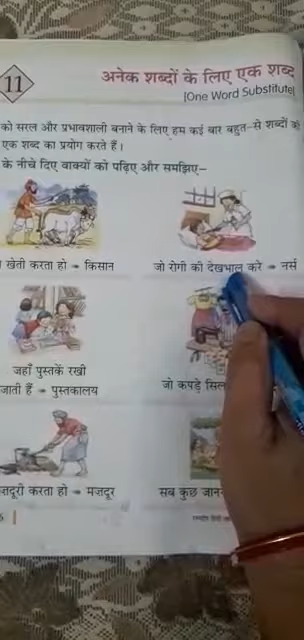 11
अनेक शब्दों के लिए एक शब्द
[One Word Substitute]
को सरल और प्रभावशाली बनाने के लिए हम कई बार बहुत-से शब्दों के
एक शब्द का प्रयोग करते हैं।
के नीचे दिए वाक्यों को पढ़िए और समझिए–
खेती करता हो ➠ किसान
जो रोगी की देखभाल करे ➠ नर्स
जहाँ पुस्तकें रखी
जाती हैं ➠ पुस्तकालय
जो कपड़े सिल
मज़दूरी करता हो ➠ मज़दूर
सब कुछ जान
6